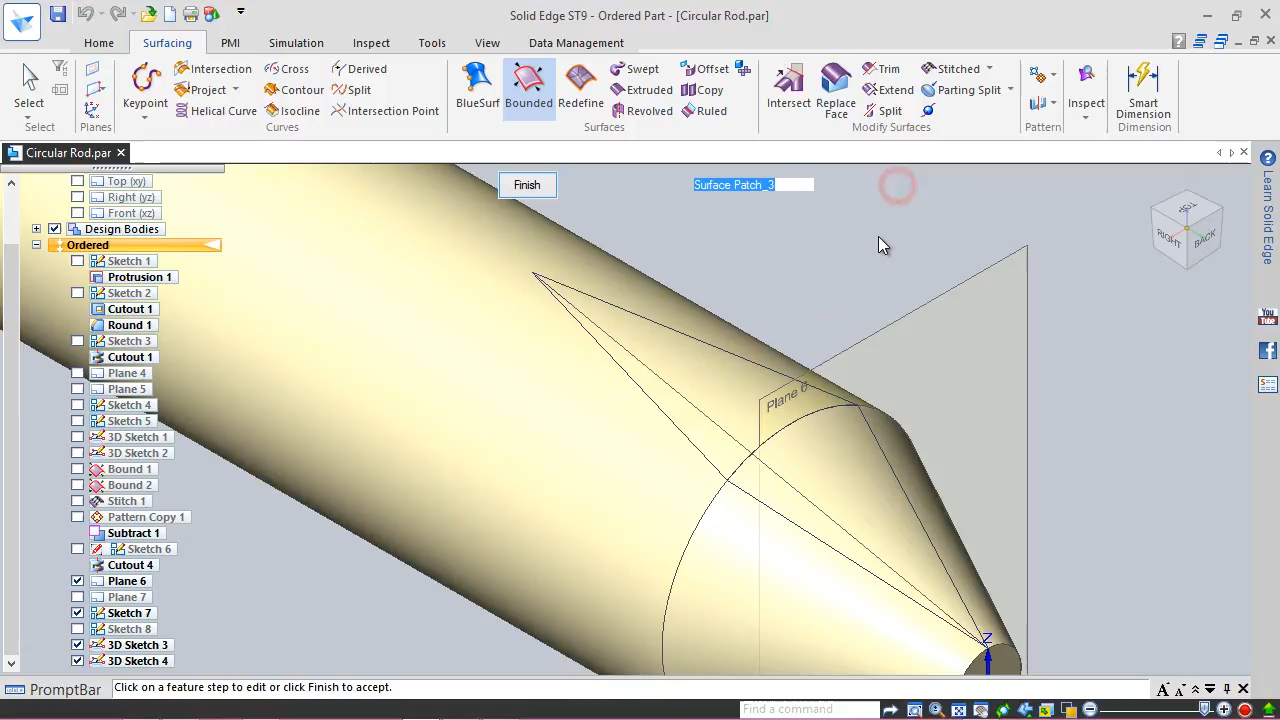 Solid Edge ST9 - Ordered Part - [Circular Rod.par]
Home Surfacing PMI Simulation Inspect Tools View Data Management
Select
Select
Planes
Keypoint
Intersection
Project
Helical Curve
Cross
Contour
Isocline
Derived
Split
Intersection Point
Curves
BlueSurf
Bounded
Redefine
Swept
Extruded
Revolved
Offset
Copy
Ruled
Surfaces
Intersect
Replace
Face
Trim
Extend
Split
Stitched
Parting Split
Modify Surfaces
Pattern
Inspect
Smart
Dimension
Dimension
Circular Rod.par
Finish
Surface Patch_3
Top (xy)
Right (yz)
Front (xz)
Design Bodies
Ordered
Sketch 1
Protrusion 1
Sketch 2
Cutout 1
Round 1
Sketch 3
Cutout 1
Plane 4
Plane 5
Sketch 4
Sketch 5
3D Sketch 1
3D Sketch 2
Bound 1
Bound 2
Stitch 1
Pattern Copy 1
Subtract 1
Sketch 6
Cutout 4
Plane 6
Plane 7
Sketch 7
Sketch 8
3D Sketch 3
3D Sketch 4
Plane 6
Z
TOP
RIGHT
BACK
Learn Solid Edge
You
Tube
PromptBar
Click on a feature step to edit or click Finish to accept.
Find a command